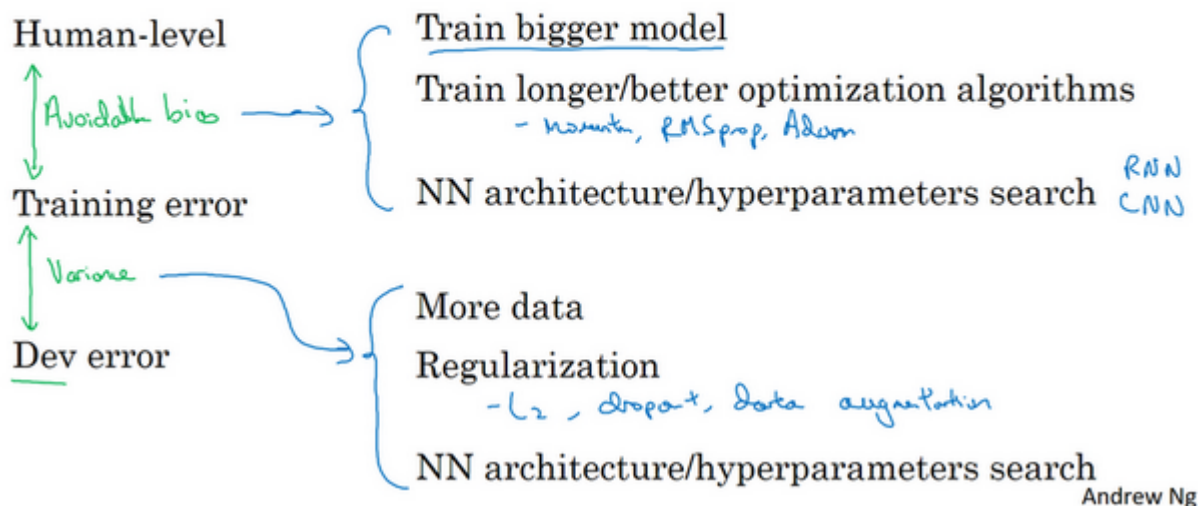 Human-level
Avoidable bias
Training error
Variance
Dev error
Train bigger model
Train longer/better optimization algorithms
- momentum, RMSprop, Adam
NN architecture/hyperparameters search
RNN
CNN
More data
Regularization
- L2, dropout, data augmentation
NN architecture/hyperparameters search
Andrew Ng